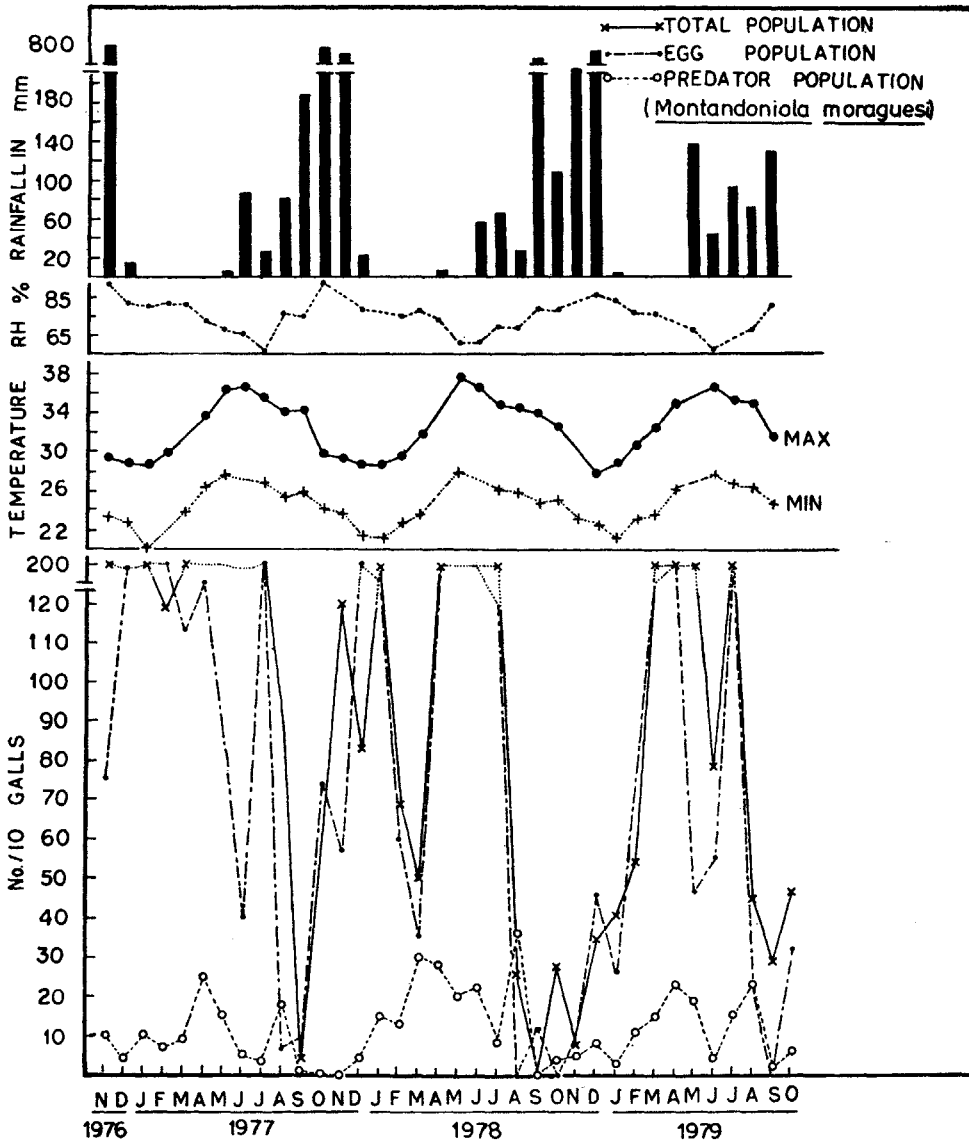 TOTAL POPULATION
EGG POPULATION
PREDATOR POPULATION
(Montandoniola moraguesi)
RAINFALL IN mm
800
180
140
100
60
20
RH %
85
65
TEMPERATURE
38
34
30
26
22
MAX
MIN
No./10 GALLS
200
120
110
100
90
80
70
60
50
40
30
20
10
N D J F M A M J J A S O N D J F M A M J J A S O N D J F M A M J J A S O
1976 1977 1978 1979